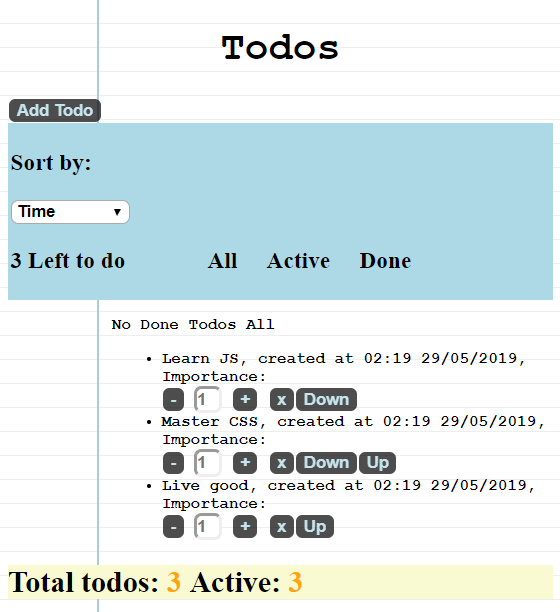 Todos
Add Todo
Sort by:
Time
3 Left to do All Active Done
No Done Todos All
Learn JS, created at 02:19 29/05/2019,
Importance:
- 1 + x Down
Master CSS, created at 02:19 29/05/2019,
Importance:
- 1 + x Down Up
Live good, created at 02:19 29/05/2019,
Importance:
- 1 + x Up
Total todos: 3 Active: 3